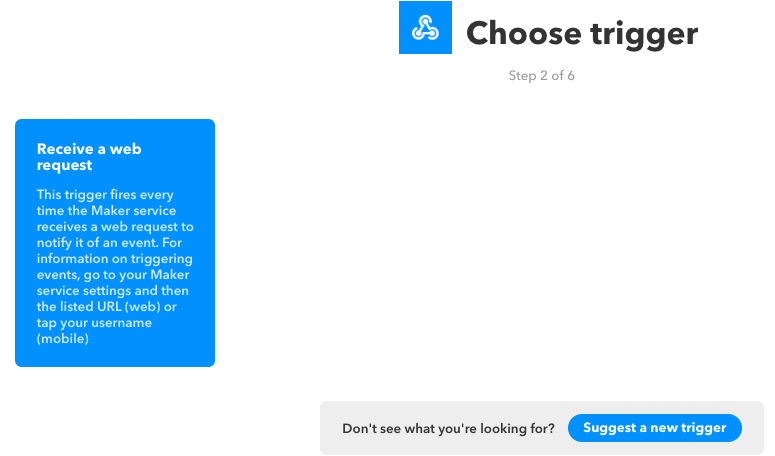 Choose trigger
Step 2 of 6
Receive a web
request
This trigger fires every
time the Maker service
receives a web request to
notify it of an event. For
information on triggering
events, go to your Maker
service settings and then
the listed URL (web) or
tap your username
(mobile)
Don't see what you're looking for?
Suggest a new trigger